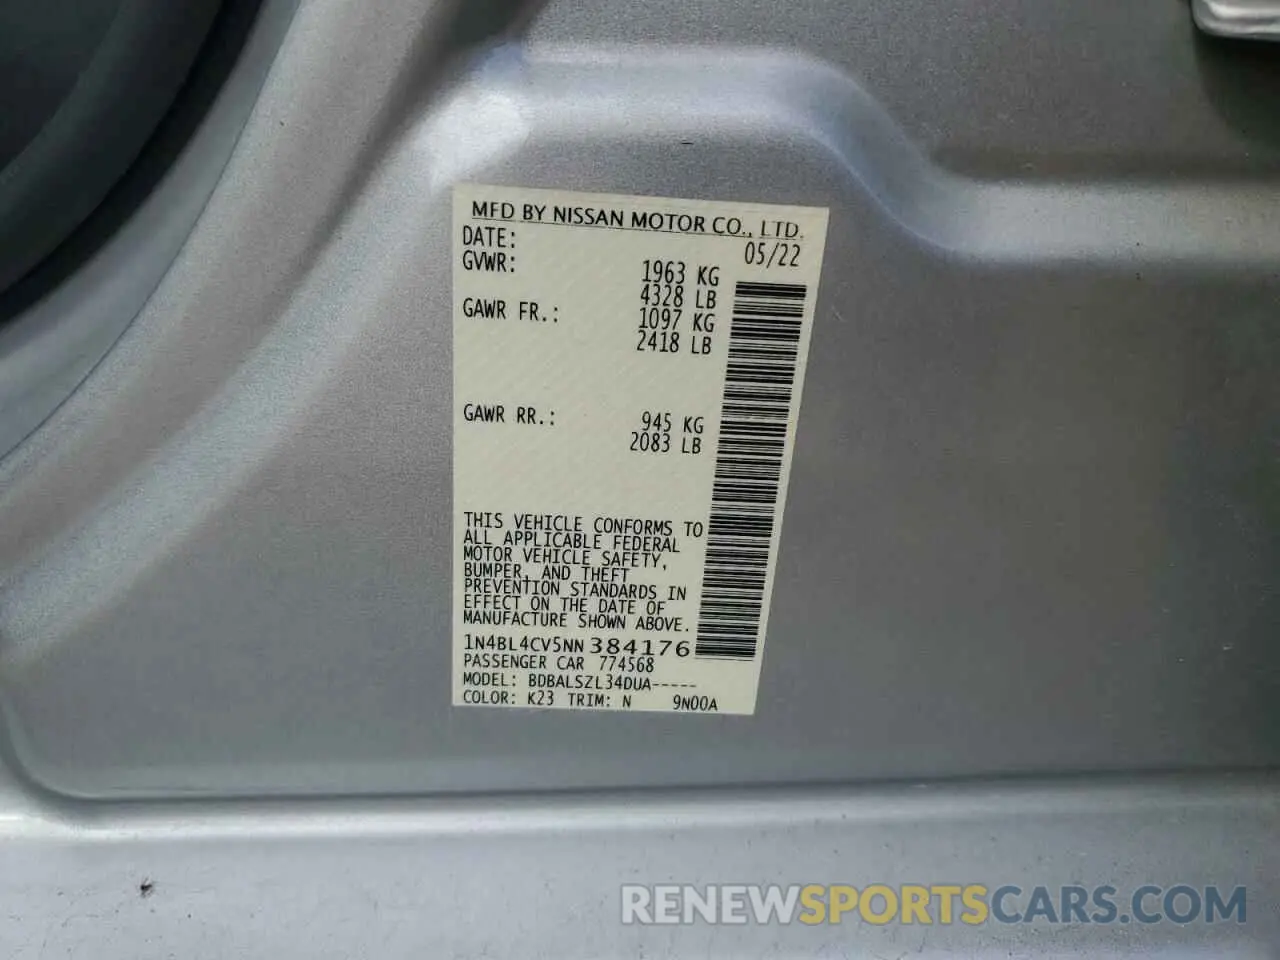 MFD BY NISSAN MOTOR CO., LTD.
DATE: 05/22
GVWR: 1963 KG
4328 LB
GAWR FR.: 1097 KG
2418 LB
GAWR RR.: 945 KG
2083 LB
THIS VEHICLE CONFORMS TO
ALL APPLICABLE FEDERAL
MOTOR VEHICLE SAFETY,
BUMPER, AND THEFT
PREVENTION STANDARDS IN
EFFECT ON THE DATE OF
MANUFACTURE SHOWN ABOVE.
1N4BL4CV5NN384176
PASSENGER CAR 774568
MODEL: BDBALSZL34DUA-----
COLOR: K23 TRIM: N 9N00A
RENEWSPORTSCARS.COM